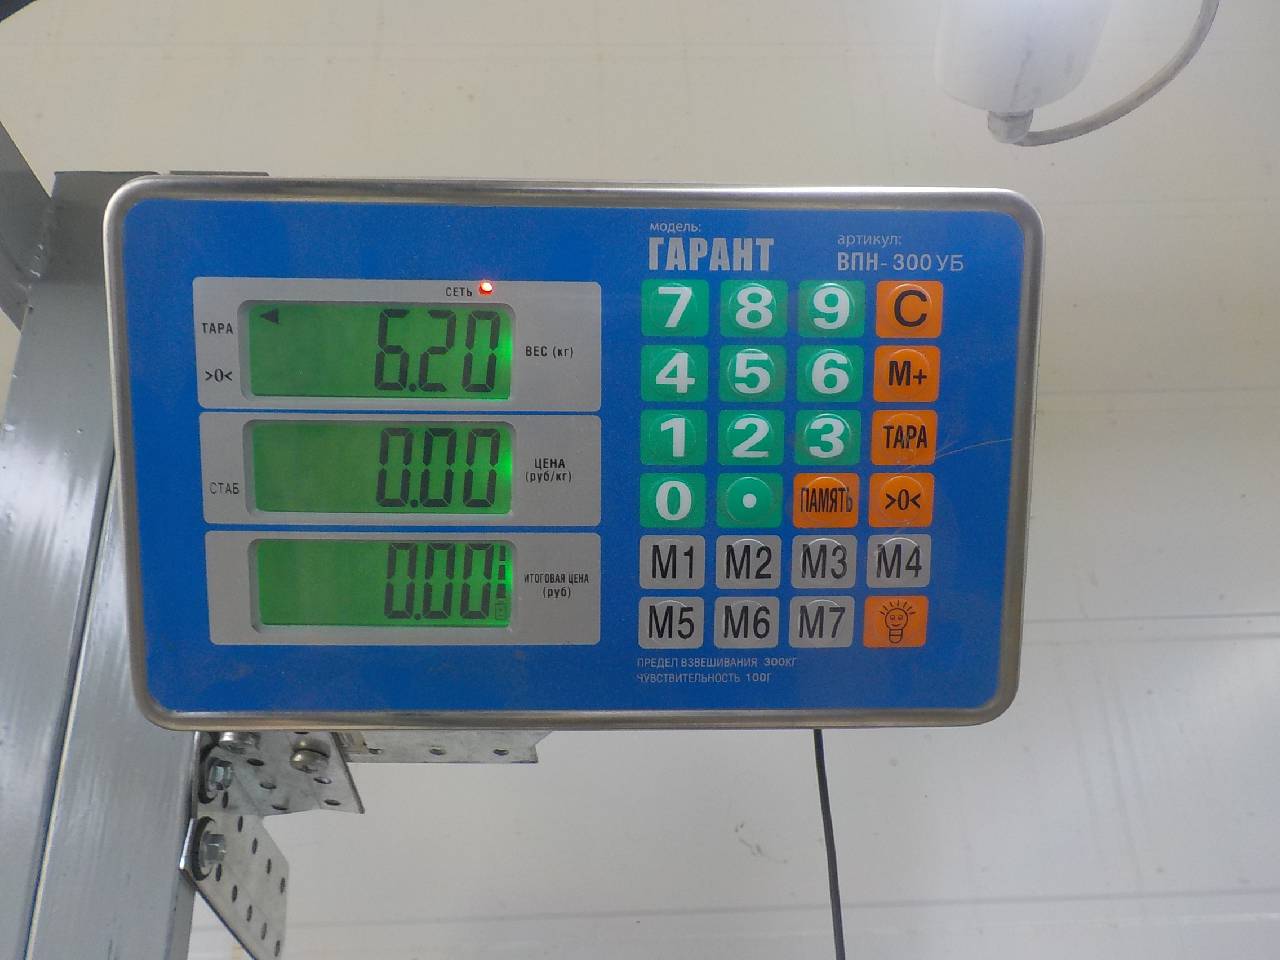 модель:
ГАРАНТ
артикул:
ВПН-300УБ
СЕТЬ
ТАРА
>0<
6.20
ВЕС (кг)
СТАБ
0.00
ЦЕНА
(руб/кг)
0.00
ИТОГОВАЯ ЦЕНА
(руб)
7 8 9 C
4 5 6 M+
1 2 3 ТАРА
0 • ПАМЯТЬ >0<
M1 M2 M3 M4
M5 M6 M7
ПРЕДЕЛ ВЗВЕШИВАНИЯ 300КГ
ЧУВСТВИТЕЛЬНОСТЬ 100Г